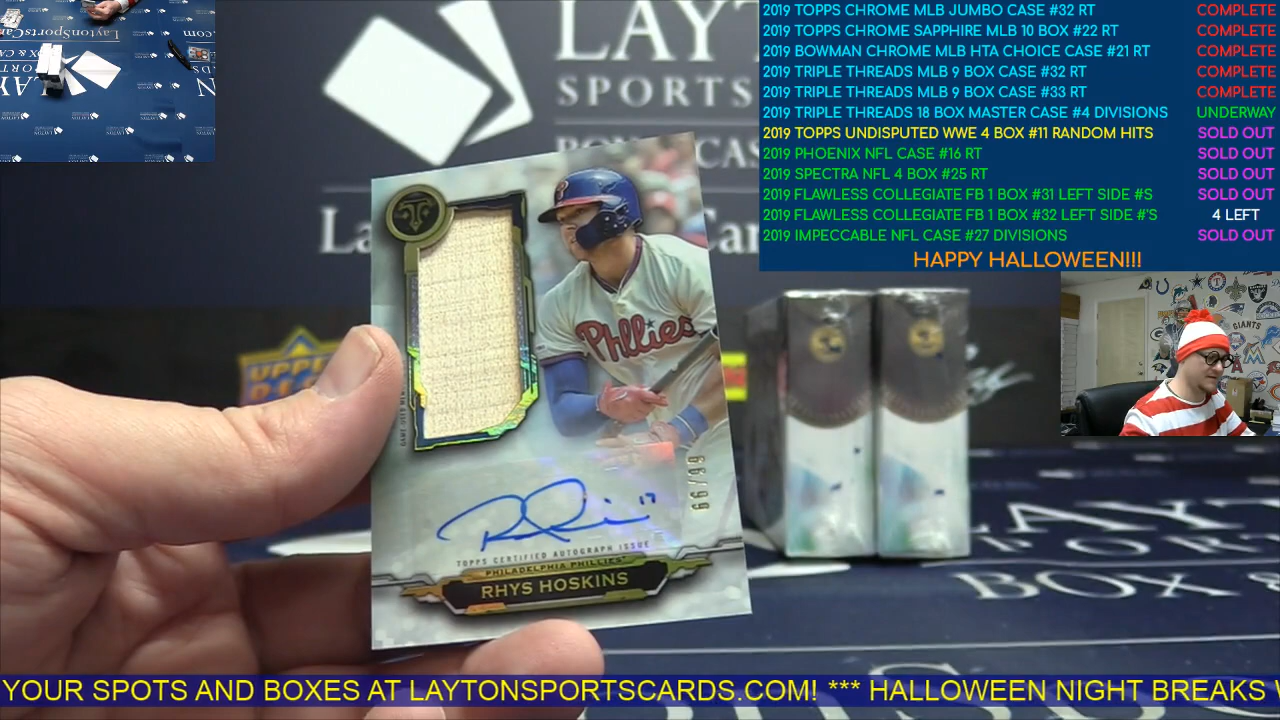 2019 TOPPS CHROME MLB JUMBO CASE #32 RT COMPLETE
2019 TOPPS CHROME SAPPHIRE MLB 10 BOX #22 RT COMPLETE
2019 BOWMAN CHROME MLB HTA CHOICE CASE #21 RT COMPLETE
2019 TRIPLE THREADS MLB 9 BOX CASE #32 RT COMPLETE
2019 TRIPLE THREADS MLB 9 BOX CASE #33 RT COMPLETE
2019 TRIPLE THREADS 18 BOX MASTER CASE #4 DIVISIONS UNDERWAY
2019 TOPPS UNDISPUTED WWE 4 BOX #11 RANDOM HITS SOLD OUT
2019 PHOENIX NFL CASE #16 RT SOLD OUT
2019 SPECTRA NFL 4 BOX #25 RT SOLD OUT
2019 FLAWLESS COLLEGIATE FB 1 BOX #31 LEFT SIDE #S SOLD OUT
2019 FLAWLESS COLLEGIATE FB 1 BOX #32 LEFT SIDE #'S 4 LEFT
2019 IMPECCABLE NFL CASE #27 DIVISIONS SOLD OUT
HAPPY HALLOWEEN!!!
LAYT
SPORTS
GIANTS
Phillies
17
TOPPS CERTIFIED AUTOGRAPH ISSUE
PHILADELPHIA PHILLIES
RHYS HOSKINS
BOX &
YOUR SPOTS AND BOXES AT LAYTONSPORTSCARDS.COM! *** HALLOWEEN NIGHT BREAKS